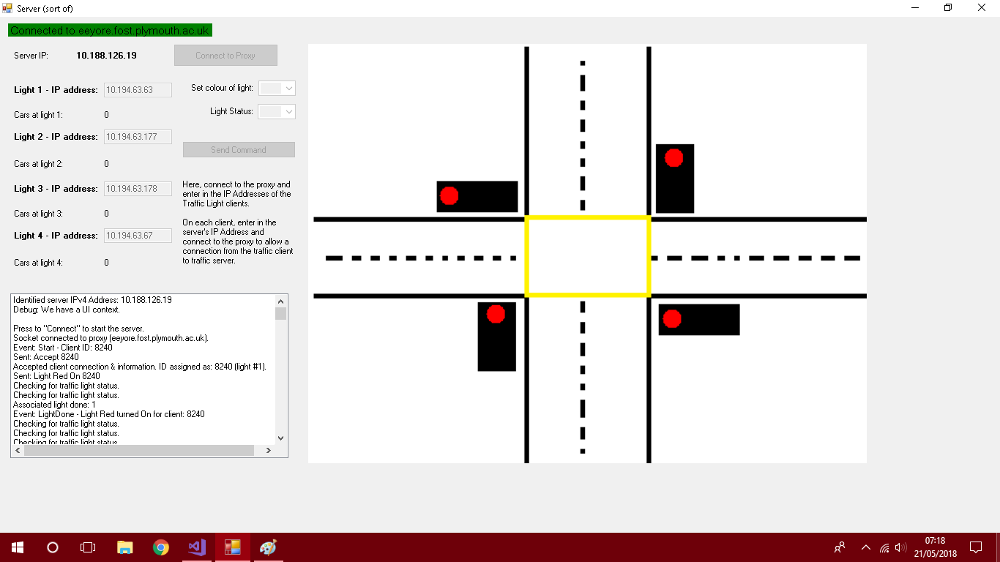 Server (sort of)
Connected to eeyore.fost.plymouth.ac.uk
Server IP: 10.188.126.19 Connect to Proxy
Light 1 - IP address: 10.194.63.63 Set colour of light:
Cars at light 1: 0 Light Status:
Light 2 - IP address: 10.194.63.177
Send Command
Cars at light 2: 0
Light 3 - IP address: 10.194.63.178
Cars at light 3: 0
Light 4 - IP address: 10.194.63.67
Cars at light 4: 0
Here, connect to the proxy and
enter in the IP Addresses of the
Traffic Light clients.
On each client, enter in the
server's IP Address and
connect to the proxy to allow a
connection from the traffic client
to traffic server.
Identified server IPv4 Address: 10.188.126.19
Debug: We have a UI context.
Press to "Connect" to start the server.
Socket connected to proxy (eeyore.fost.plymouth.ac.uk).
Event: Start - Client ID: 8240
Sent: Accept 8240
Accepted client connection & information. ID assigned as: 8240 (light #1).
Sent: Light Red On 8240
Checking for traffic light status.
Checking for traffic light status.
Associated light done: 1
Event: LightDone - Light Red turned On for client: 8240
Checking for traffic light status.
Checking for traffic light status.
Checking for traffic light status.
07:18
21/05/2018